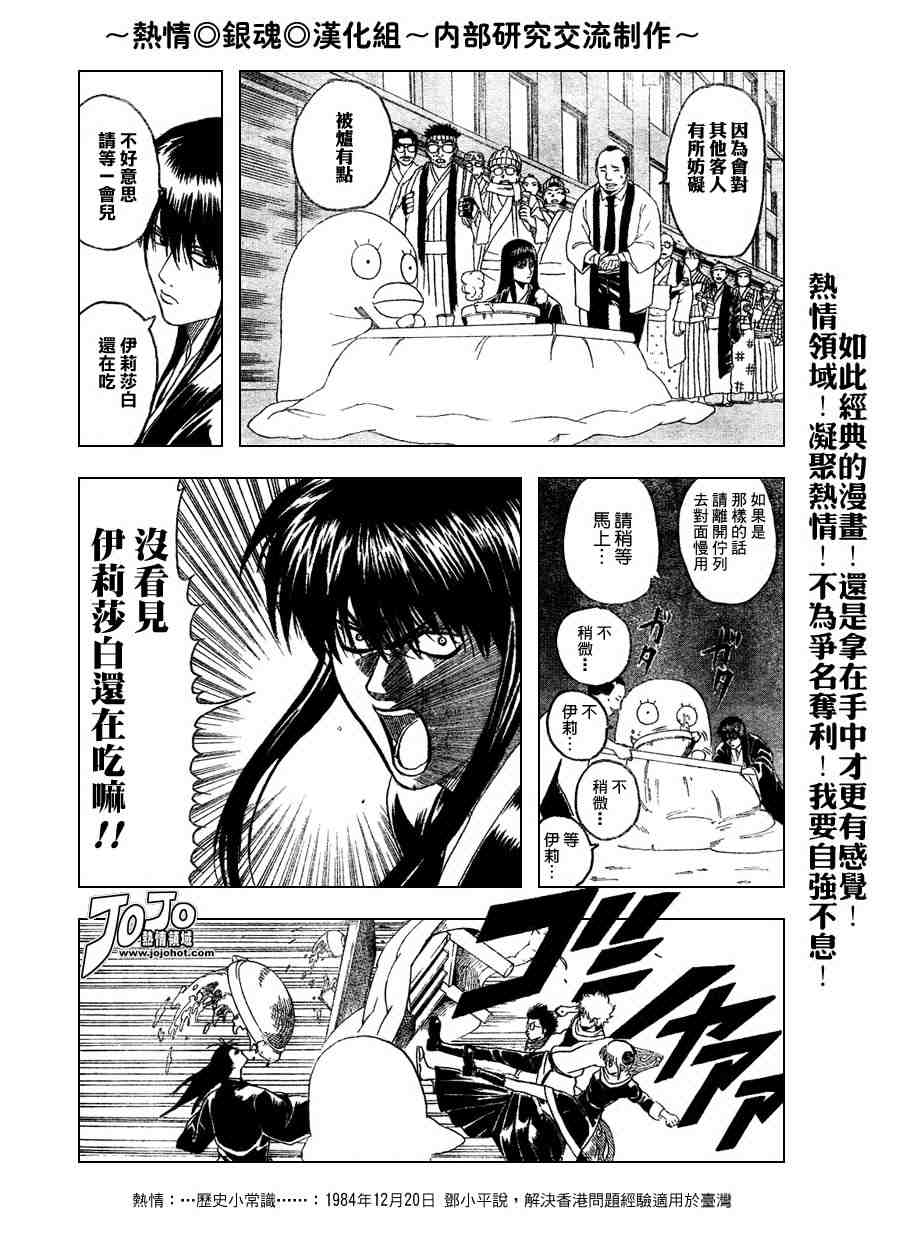 ～熱情◎銀魂◎漢化組～內部研究交流制作～
因為會對
其他客人
有所妨礙
被爐有點
不好意思
請等一會兒
伊莉莎白
還在吃
如果是
那樣的話
請離開佇列
去對面慢用
請稍等
馬上…
ガタ
ガタ
不
稍微…
不
伊莉…
不
稍微…
等
伊莉…
沒看見
伊莉莎白還在吃嘛!!
ゴシャアア
JOJO
熱情領域
www.jojohot.com
如此經典的漫畫！還是拿在手中才更有感覺！
熱情領域！凝聚熱情！不為爭名奪利！我要自強不息！
熱情：…歷史小常識……：1984年12月20日 鄧小平說，解決香港問題經驗適用於臺灣